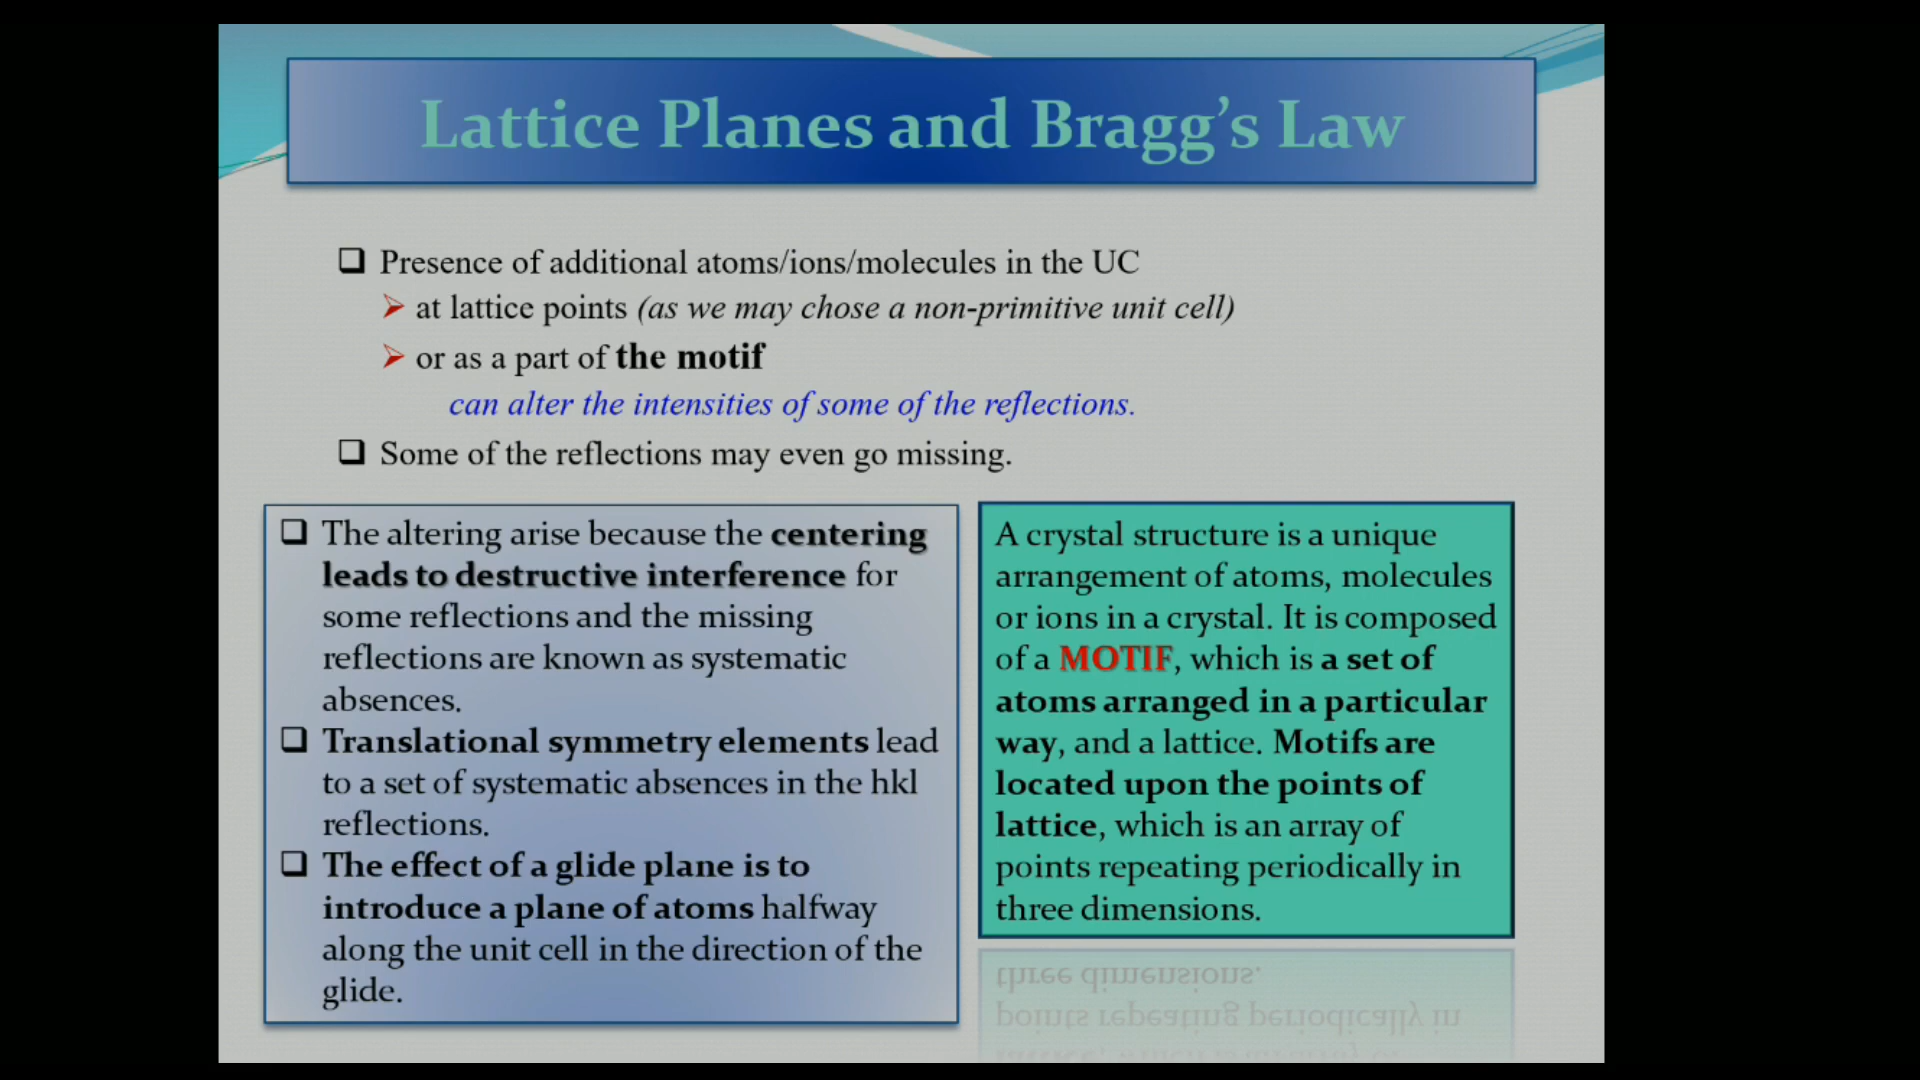 Lattice Planes and Bragg’s Law
❑ Presence of additional atoms/ions/molecules in the UC
➢ at lattice points (as we may chose a non-primitive unit cell)
➢ or as a part of the motif
can alter the intensities of some of the reflections.
❑ Some of the reflections may even go missing.
❑ The altering arise because the centering
leads to destructive interference for
some reflections and the missing
reflections are known as systematic
absences.
❑ Translational symmetry elements lead
to a set of systematic absences in the hkl
reflections.
❑ The effect of a glide plane is to
introduce a plane of atoms halfway
along the unit cell in the direction of the
glide.
A crystal structure is a unique
arrangement of atoms, molecules
or ions in a crystal. It is composed
of a MOTIF, which is a set of
atoms arranged in a particular
way, and a lattice. Motifs are
located upon the points of
lattice, which is an array of
points repeating periodically in
three dimensions.